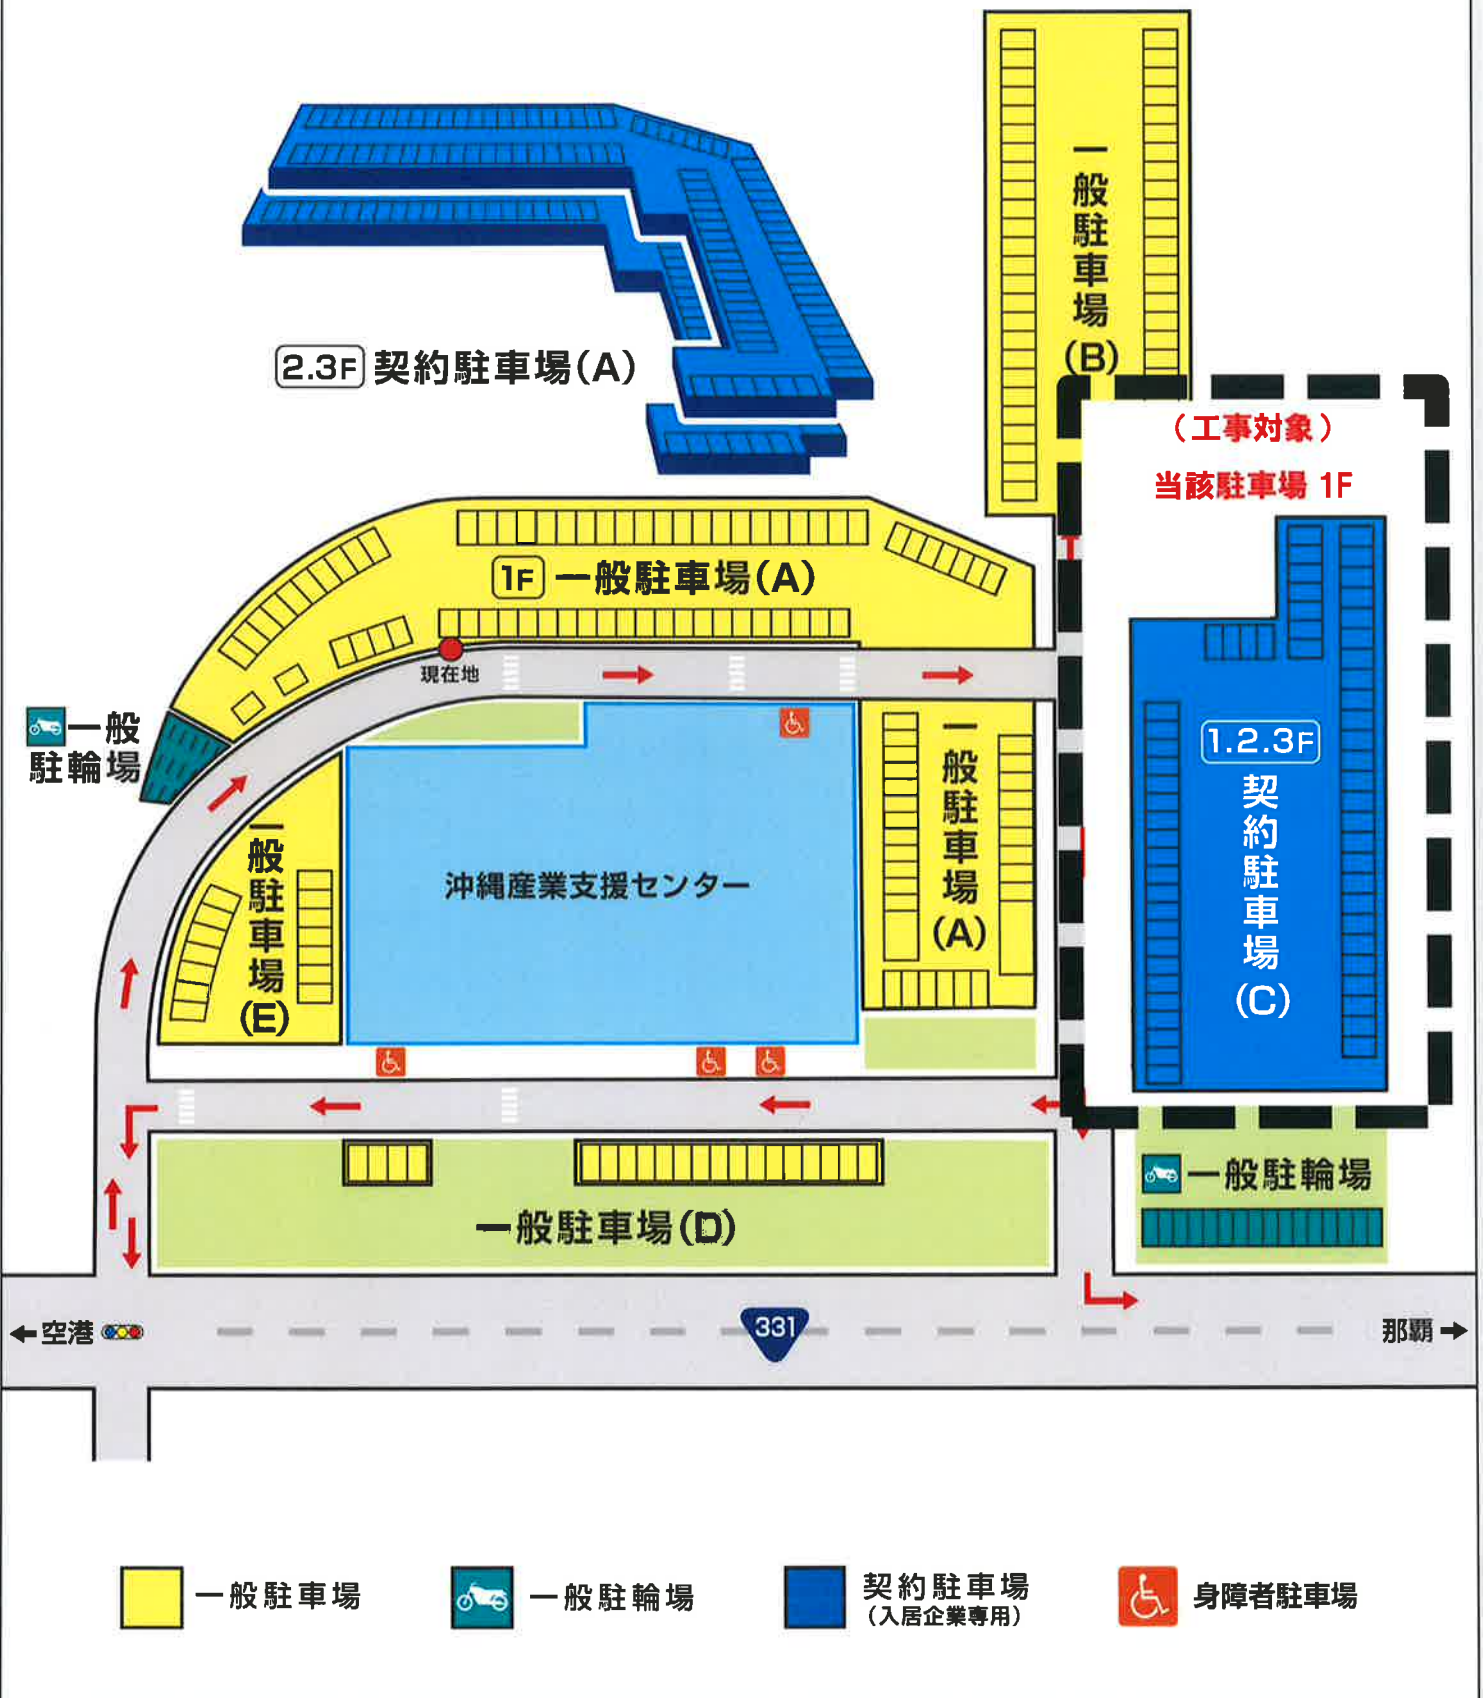 一般駐車場(B)
2.3F 契約駐車場(A)
（工事対象）
当該駐車場 1F
1F 一般駐車場(A)
現在地
一般
駐輪場
1.2.3F
契約駐車場(C)
一般駐車場(A)
一般駐車場(E)
沖縄産業支援センター
一般駐輪場
一般駐車場(D)
←空港
331
那覇→
一般駐車場
一般駐輪場
契約駐車場
（入居企業専用）
身障者駐車場